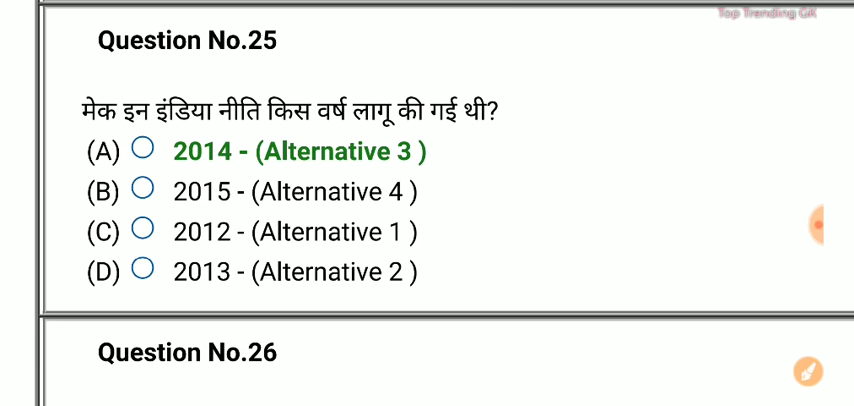 Top Trending GK
Question No.25
मेक इन इंडिया नीति किस वर्ष लागू की गई थी?
(A) 2014 - (Alternative 3 )
(B) 2015 - (Alternative 4 )
(C) 2012 - (Alternative 1 )
(D) 2013 - (Alternative 2 )
Question No.26